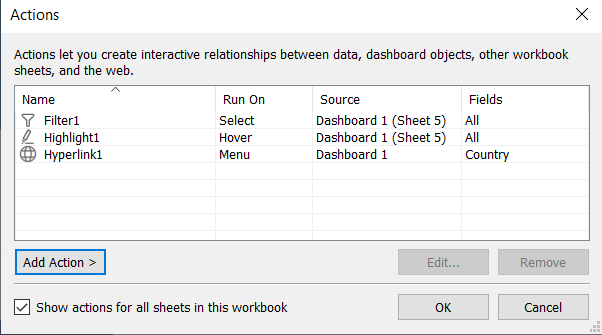 Actions
Actions let you create interactive relationships between data, dashboard objects, other workbook
sheets, and the web.
Name Run On Source Fields
Filter1 Select Dashboard 1 (Sheet 5) All
Highlight1 Hover Dashboard 1 (Sheet 5) All
Hyperlink1 Menu Dashboard 1 Country
Add Action > Edit... Remove
Show actions for all sheets in this workbook OK Cancel